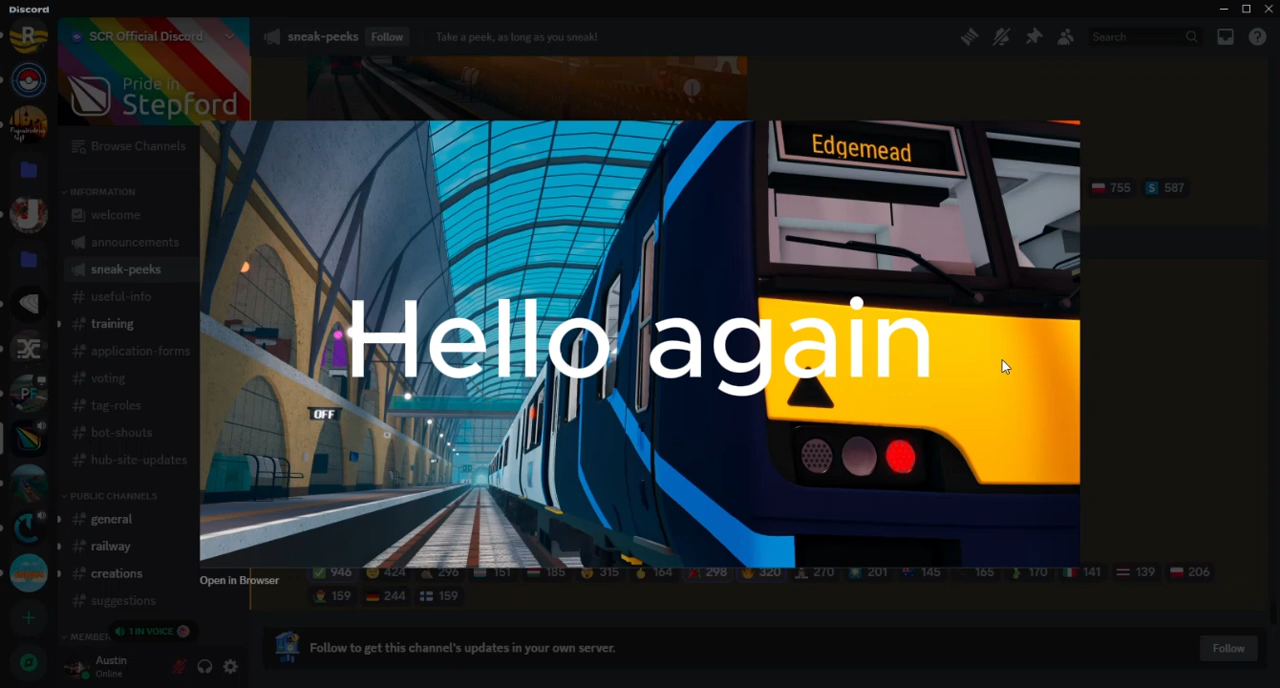 Discord
SCR Official Discord
sneak-peeks
Follow
Take a peek, as long as you sneak!
Search
Pride in
Stepford
Browse Channels
INFORMATION
welcome
announcements
sneak-peeks
useful-info
training
application-forms
voting
tag-roles
bot-shouts
hub-site-updates
PUBLIC CHANNELS
general
railway
creations
suggestions
MEMBER
1 IN VOICE
Austin
Online
Edgemead
755
S 587
Hello again
OFF
Open in Browser
946 424 296 151 185 315 164 298 320 270 201 145 165 170 141 139 206
159 244 159
Follow to get this channel's updates in your own server.
Follow